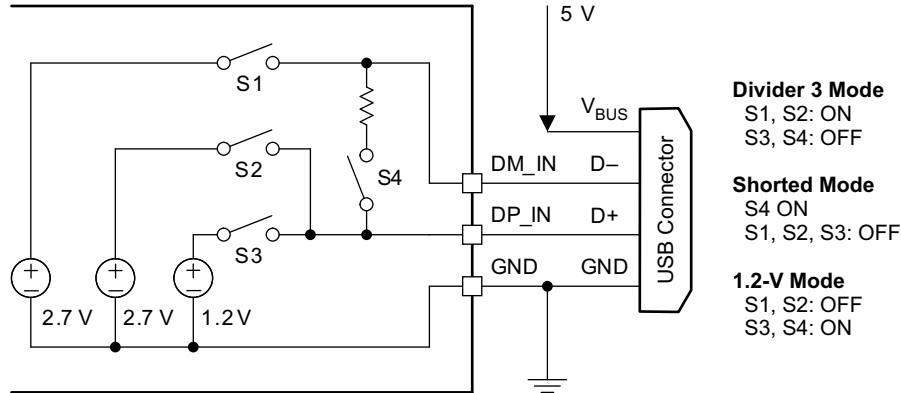 5 V
S1
V_BUS
S2
S4
DM_IN
D–
S3
DP_IN
D+
GND
GND
2.7 V
2.7 V
1.2 V
USB Connector
Divider 3 Mode
S1, S2: ON
S3, S4: OFF
Shorted Mode
S4 ON
S1, S2, S3: OFF
1.2-V Mode
S1, S2: OFF
S3, S4: ON